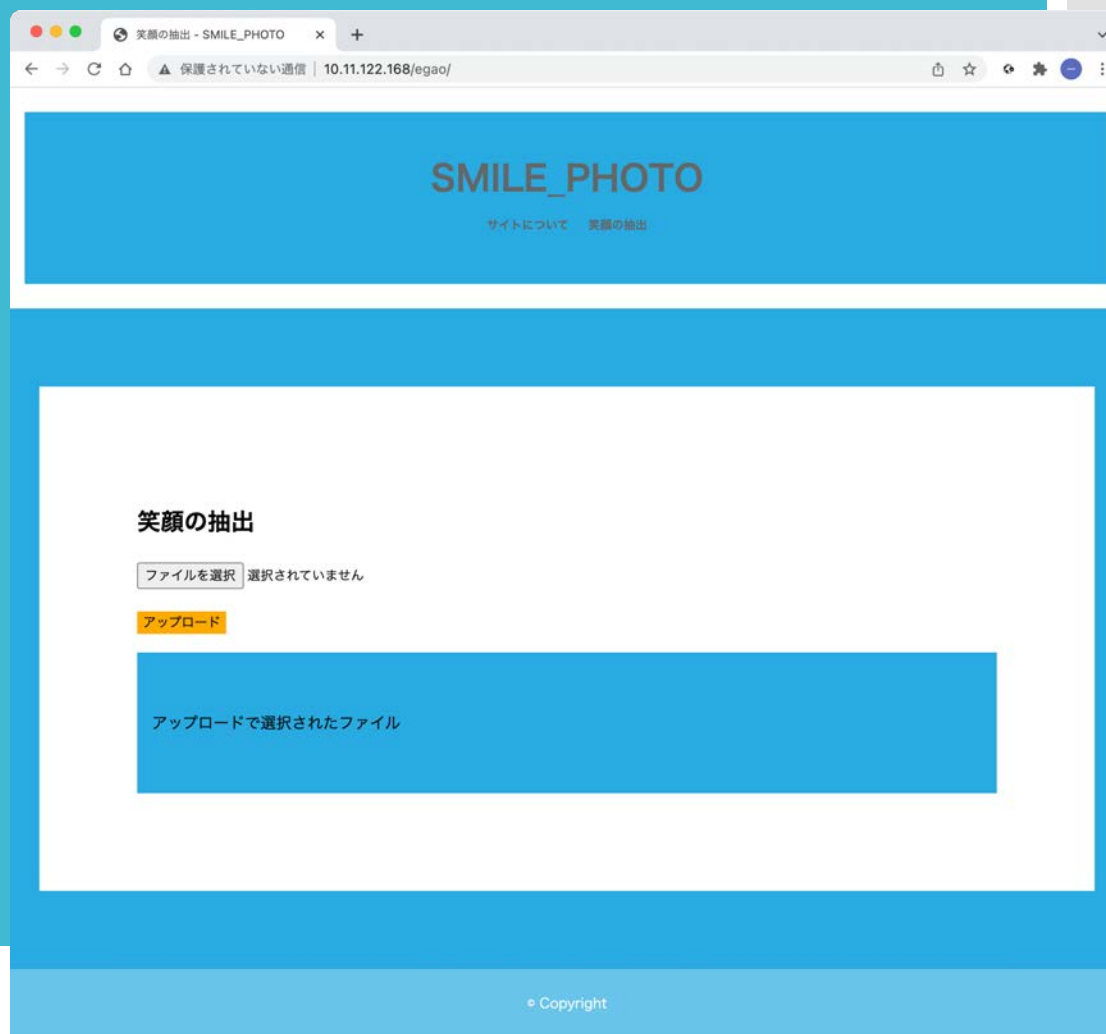 笑顔の抽出 - SMILE_PHOTO
保護されていない通信 | 10.11.122.168/egao/
SMILE_PHOTO
サイトについて 笑顔の抽出
笑顔の抽出
ファイルを選択 選択されていません
アップロード
アップロードで選択されたファイル
© Copyright